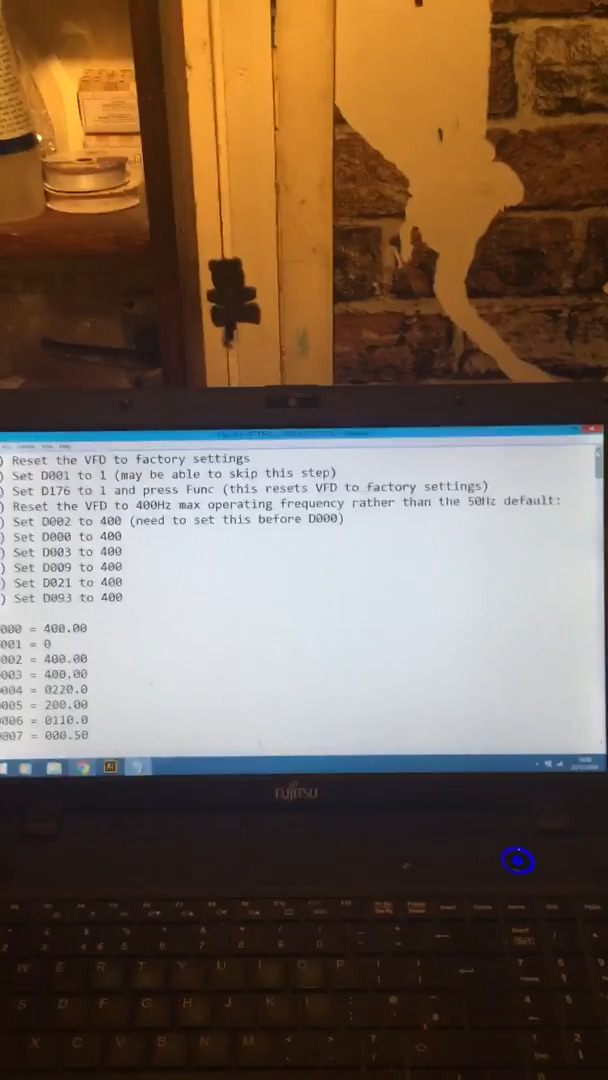 ) Reset the VFD to factory settings
) Set D001 to 1 (may be able to skip this step)
) Set D176 to 1 and press Func (this resets VFD to factory settings)
) Reset the VFD to 400Hz max operating frequency rather than the 50Hz default:
) Set D002 to 400 (need to set this before D000)
) Set D000 to 400
) Set D003 to 400
) Set D009 to 400
) Set D021 to 400
) Set D093 to 400
000 = 400.00
001 = 0
002 = 400.00
003 = 400.00
004 = 0220.0
005 = 200.00
006 = 0110.0
007 = 000.50
Ai
FUJITSU
W E R T Y U I O P
S D F G H J K L
X C V B N M